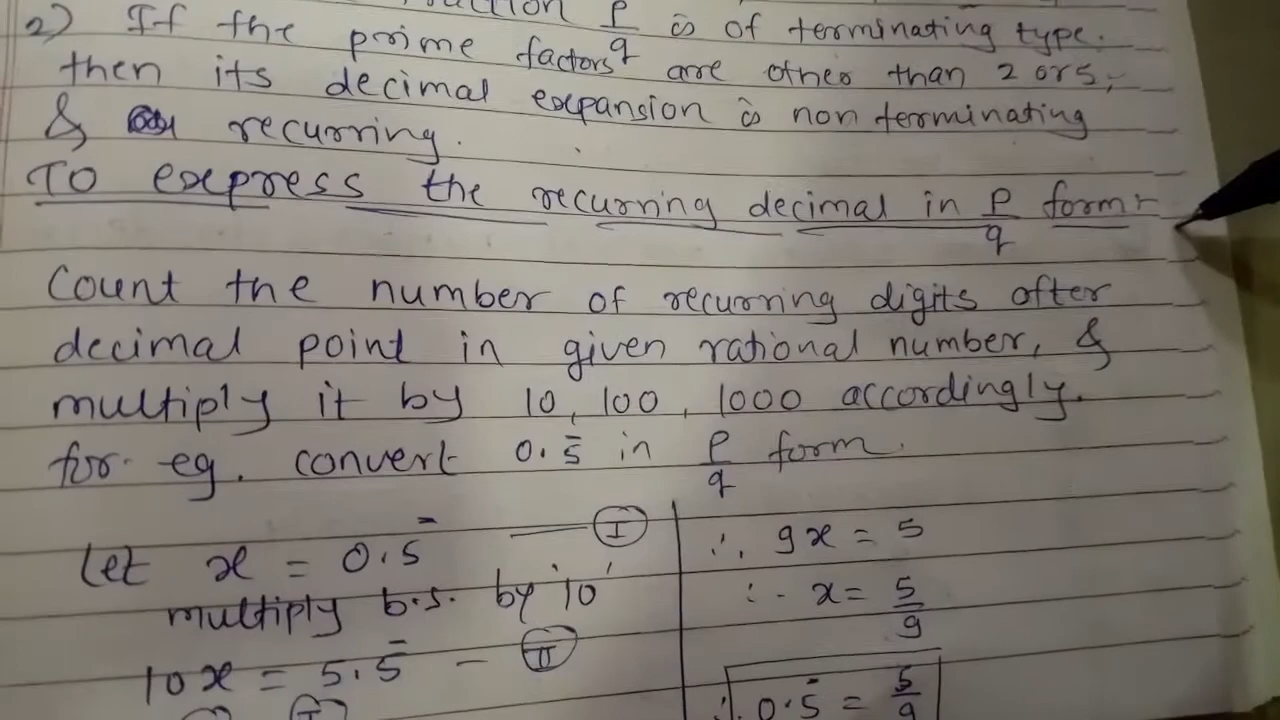 p
2) If the prime factors q is of terminating type.
are other than 2 or 5,
then its decimal expansion is non terminating
& recurring.
To express the recurring decimal in p/q form:-
Count the number of recurring digits after
decimal point in given rational number, &
multiply it by 10, 100, 1000 accordingly.
for eg. convert 0.5̄ in p/q form.
Let x = 0.5̄ — I
multiply b.s. by '10'
10x = 5.5̄ — II
I
∴ 9x = 5
∴ x = 5/9
∴ 0.5̄ = 5/9